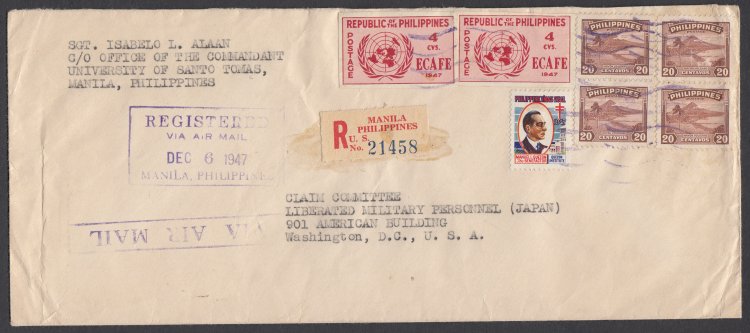 SGT. ISABELO L. ALAAN
C/O OFFICE OF THE COMMANDANT
UNIVERSITY OF SANTO TOMAS,
MANILA, PHILIPPINES
REPUBLIC OF THE PHILIPPINES
POSTAGE
4
CVS.
ECAFE
1947
REPUBLIC OF THE PHILIPPINES
POSTAGE
4
CVS.
ECAFE
1947
PHILIPPINES
20 CENTAVOS 20
PHILIPPINES
20 CENTAVOS 20
PHILIPPINES
20 CENTAVOS 20
PHILIPPINES
20 CENTAVOS 20
MANUEL QUEZON
REGISTERED
VIA AIR MAIL
DEC 6 1947
MANILA, PHILIPPINE
R
MANILA
PHILIPPINES
U. S.
No. 21458
CLAIM COMMITTEE
LIBERATED MILITARY PERSONNEL (JAPAN)
901 AMERICAN BUILDING
Washington, D.C., U. S. A.
VIA AIR MAIL